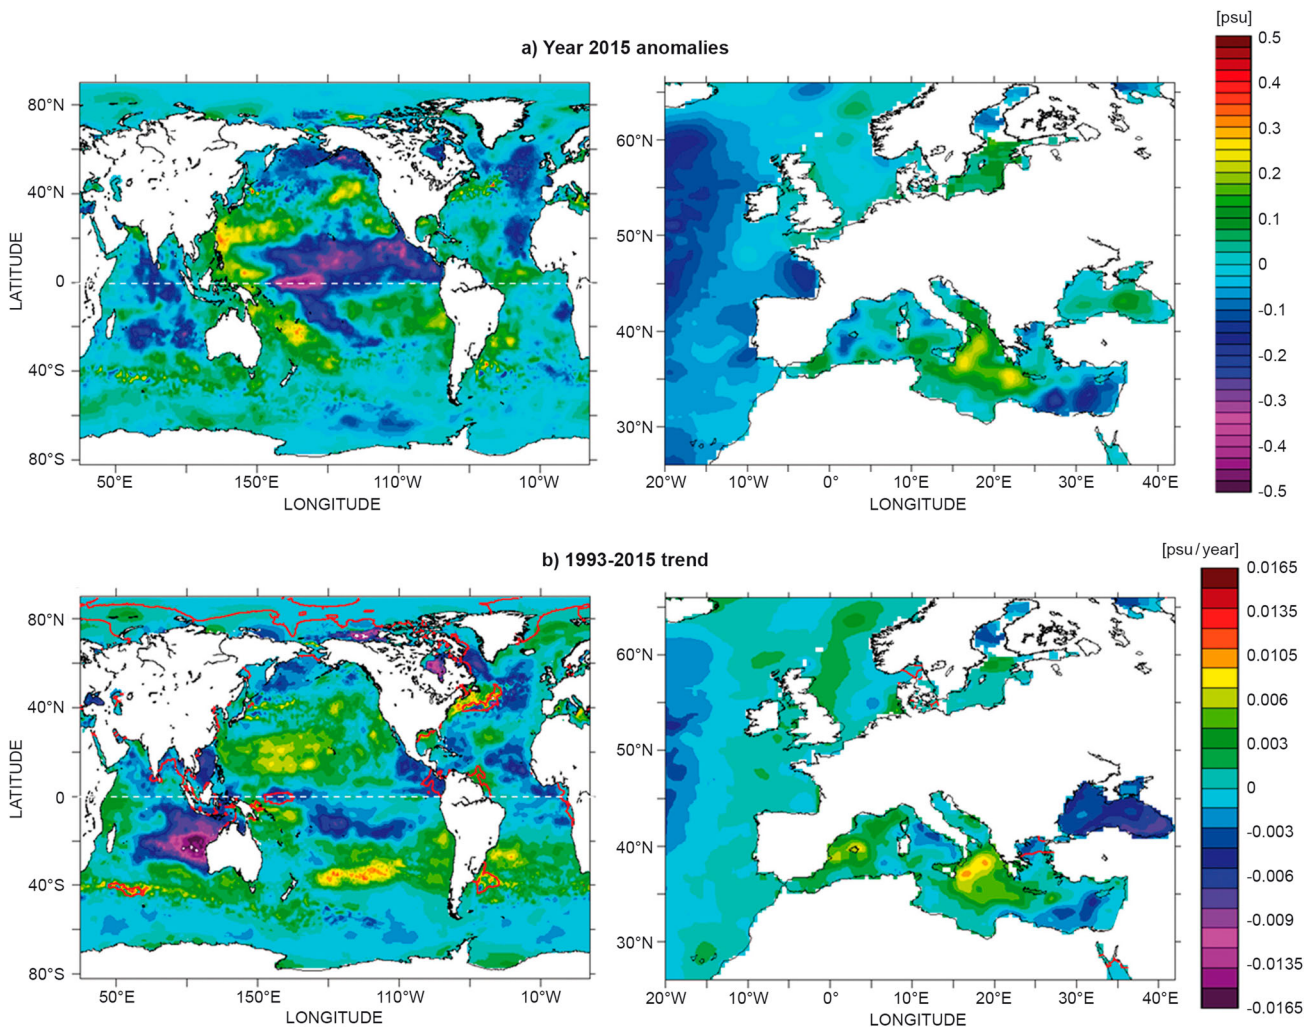 a) Year 2015 anomalies
[psu]
0.5
0.4
0.3
0.2
0.1
0
-0.1
-0.2
-0.3
-0.4
-0.5
LATITUDE
80°N
40°N
0
40°S
80°S
50°E 150°E 110°W 10°W
LONGITUDE
60°N
50°N
40°N
30°N
20°W 10°W 0° 10°E 20°E 30°E 40°E
LONGITUDE
b) 1993-2015 trend
[psu/year]
0.0165
0.0135
0.0105
0.006
0.003
0
-0.003
-0.006
-0.009
-0.0135
-0.0165
LATITUDE
80°N
40°N
0
40°S
80°S
50°E 150°E 110°W 10°W
LONGITUDE
60°N
50°N
40°N
30°N
20°W 10°W 0° 10°E 20°E 30°E 40°E
LONGITUDE